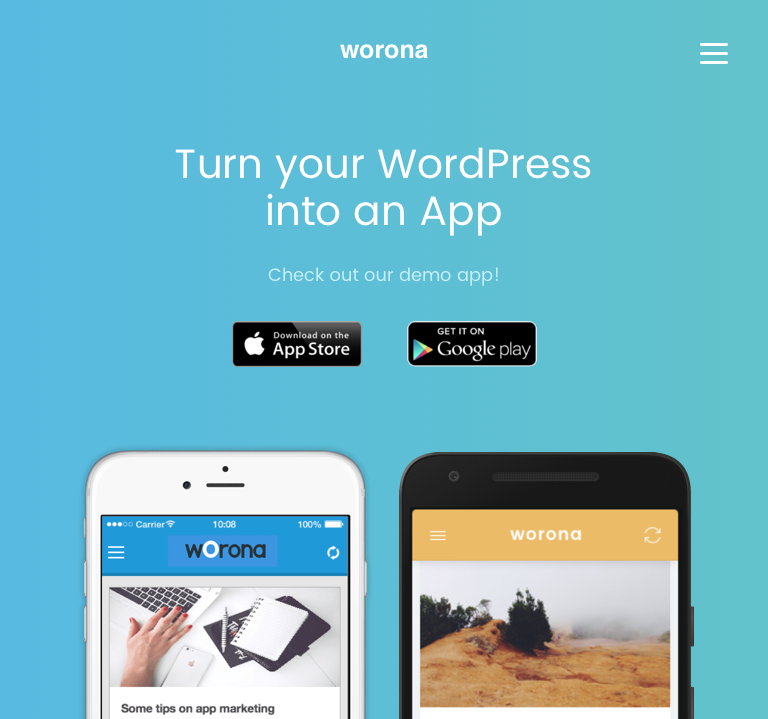 worona
Turn your WordPress
into an App
Check out our demo app!
Download on the
App Store
GET IT ON
Google play
Carrier
10:08
100%
worona
Some tips on app marketing
worona